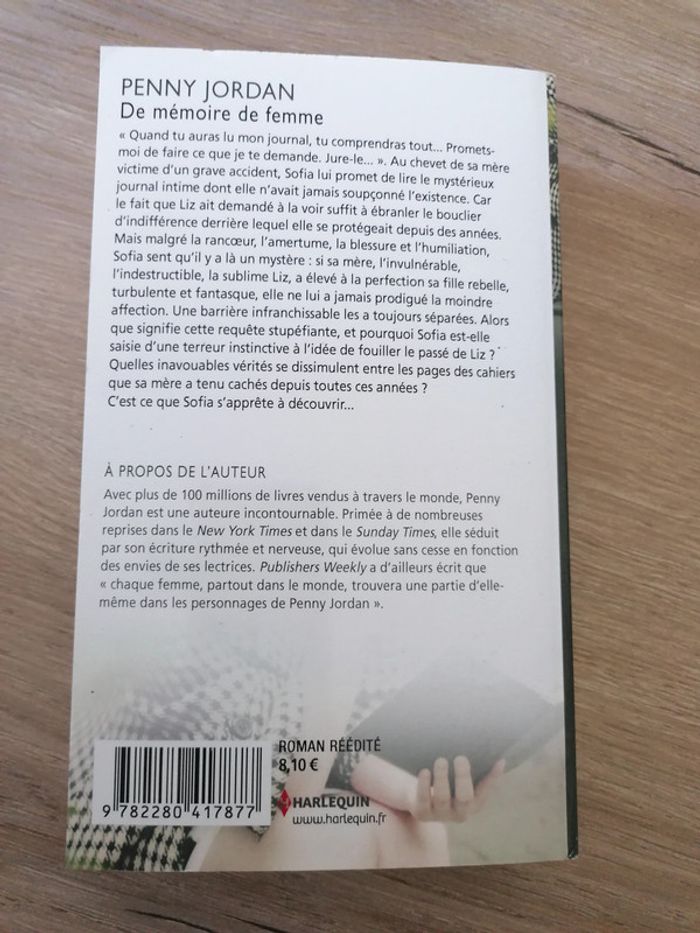 PENNY JORDAN
De mémoire de femme
« Quand tu auras lu mon journal, tu comprendras tout... Promets-
moi de faire ce que je te demande. Jure-le... ». Au chevet de sa mère
victime d'un grave accident, Sofia lui promet de lire le mystérieux
journal intime dont elle n'avait jamais soupçonné l'existence. Car
le fait que Liz ait demandé à la voir suffit à ébranler le bouclier
d'indifférence derrière lequel elle se protégeait depuis des années.
Mais malgré la rancœur, l'amertume, la blessure et l'humiliation,
Sofia sent qu'il y a là un mystère : si sa mère, l'invulnérable,
l'indestructible, la sublime Liz, a élevé à la perfection sa fille rebelle,
turbulente et fantasque, elle ne lui a jamais prodigué la moindre
affection. Une barrière infranchissable les a toujours séparées. Alors
que signifie cette requête stupéfiante, et pourquoi Sofia est-elle
saisie d'une terreur instinctive à l'idée de fouiller le passé de Liz ?
Quelles inavouables vérités se dissimulent entre les pages des cahiers
que sa mère a tenu cachés depuis toutes ces années ?
C'est ce que Sofia s'apprête à découvrir...
À PROPOS DE L'AUTEUR
Avec plus de 100 millions de livres vendus à travers le monde, Penny
Jordan est une auteure incontournable. Primée à de nombreuses
reprises dans le New York Times et dans le Sunday Times, elle séduit
par son écriture rythmée et nerveuse, qui évolue sans cesse en fonction
des envies de ses lectrices. Publishers Weekly a d'ailleurs écrit que
« chaque femme, partout dans le monde, trouvera une partie d'elle-
même dans les personnages de Penny Jordan ».
ROMAN RÉÉDITÉ
8,10 €
HARLEQUIN
www.harlequin.fr
9 782280 417877